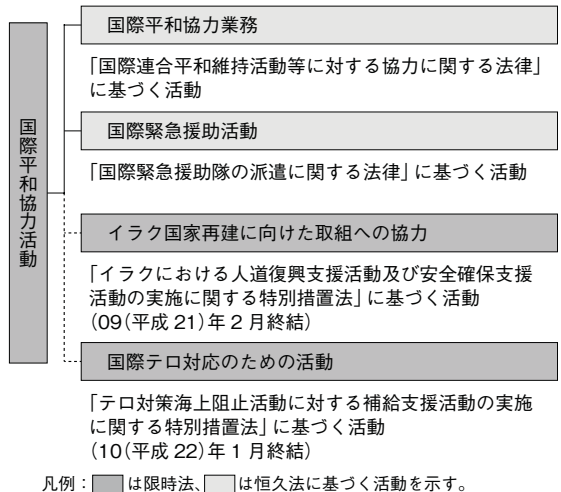 国際平和協力活動
国際平和協力業務
「国際連合平和維持活動等に対する協力に関する法律」
に基づく活動
国際緊急援助活動
「国際緊急援助隊の派遣に関する法律」に基づく活動
イラク国家再建に向けた取組への協力
「イラクにおける人道復興支援活動及び安全確保支援
活動の実施に関する特別措置法」に基づく活動
(09(平成 21)年 2 月終結)
国際テロ対応のための活動
「テロ対策海上阻止活動に対する補給支援活動の実施
に関する特別措置法」に基づく活動
(10(平成 22)年 1 月終結)
凡例: は限時法、 は恒久法に基づく活動を示す。